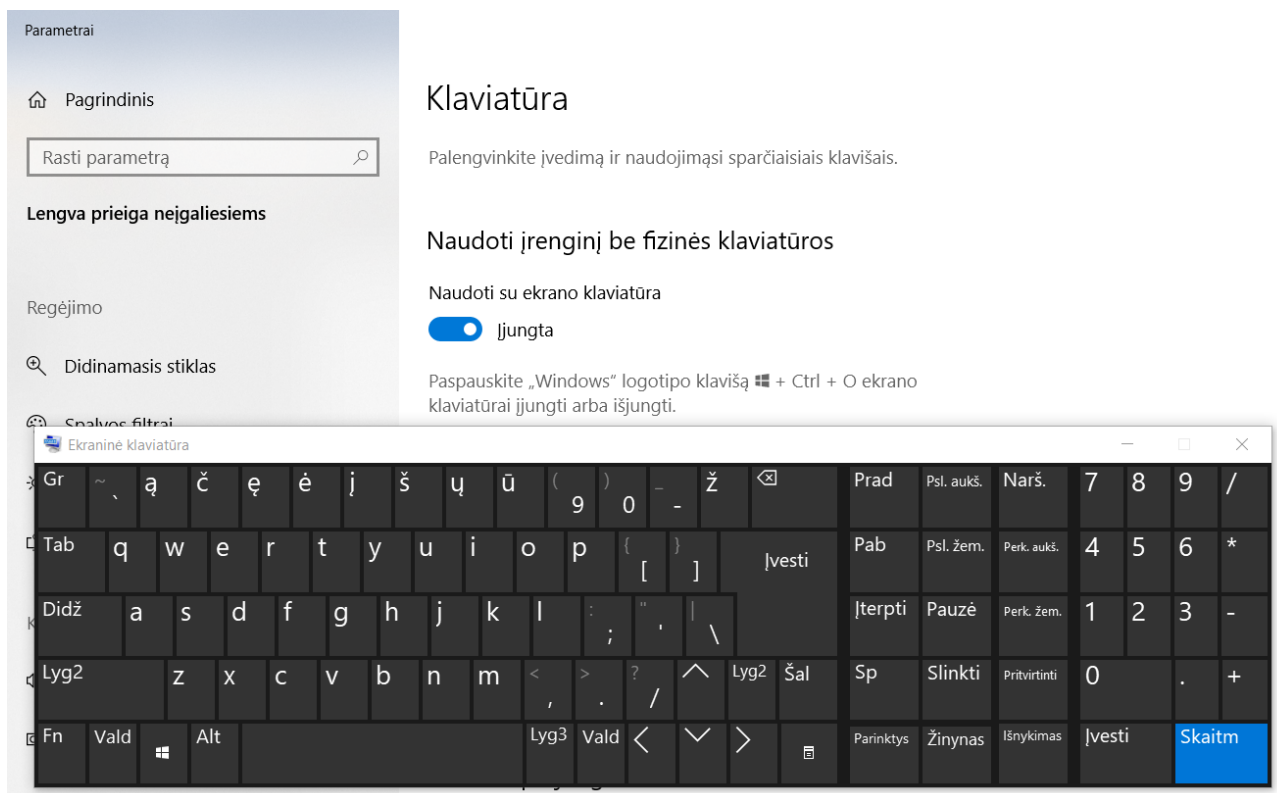 Parametrai
Pagrindinis
Rasti parametrą
Lengva prieiga neįgaliesiems
Regėjimo
Didinamasis stiklas
Spalvos filtrai
Klaviatūra
Palengvinkite įvedimą ir naudojimąsi sparčiaisiais klavišais.
Naudoti įrenginį be fizinės klaviatūros
Naudoti su ekrano klaviatūra
Įjungta
Paspauskite „Windows“ logotipo klavišą + Ctrl + O ekrano
klaviatūrai įjungti arba išjungti.
Ekraninė klaviatūra
Gr ~ ` ą č ę ė į š ų ū ( 9 ) 0 _ - ž Prad Psl. aukš. Narš. 7 8 9 /
Tab q w e r t y u i o p { [ } ] Įvesti Pab Psl. žem. Perk. aukš. 4 5 6 *
Didž a s d f g h j k l : ; " ' | \ Įterpti Pauzė Perk. žem. 1 2 3 -
Lyg2 z x c v b n m < , > . ? / Lyg2 Šal Sp Slinkti Pritvirtinti 0 . +
Fn Vald Alt Lyg3 Vald Parinktys Žinynas Išnykimas Įvesti Skaitm